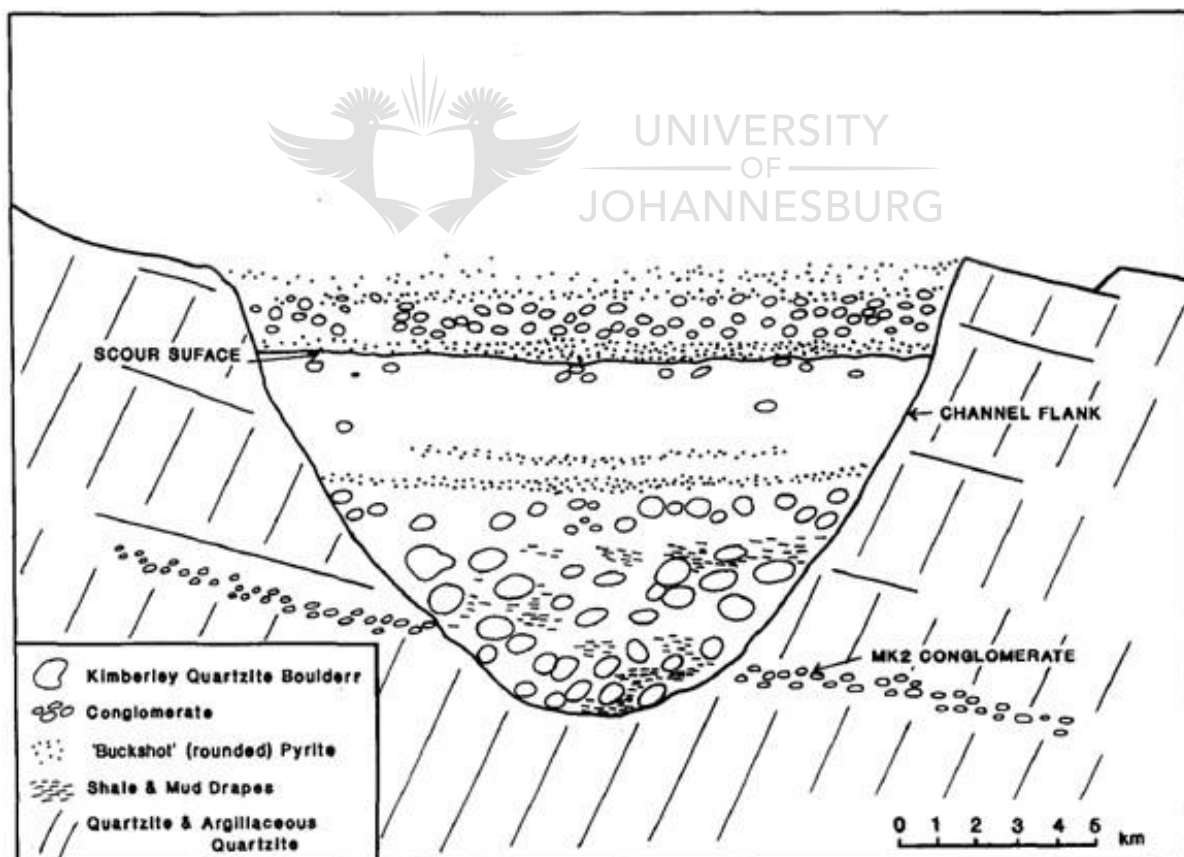 UNIVERSITY
OF
JOHANNESBURG
SCOUR SUFACE
CHANNEL FLANK
MK2 CONGLOMERATE
Kimberley Quartzite Boulderr
Conglomerate
'Buckshot' (rounded) Pyrite
Shale & Mud Drapes
Quartzite & Argillaceous
Quartzite
0 1 2 3 4 5 km